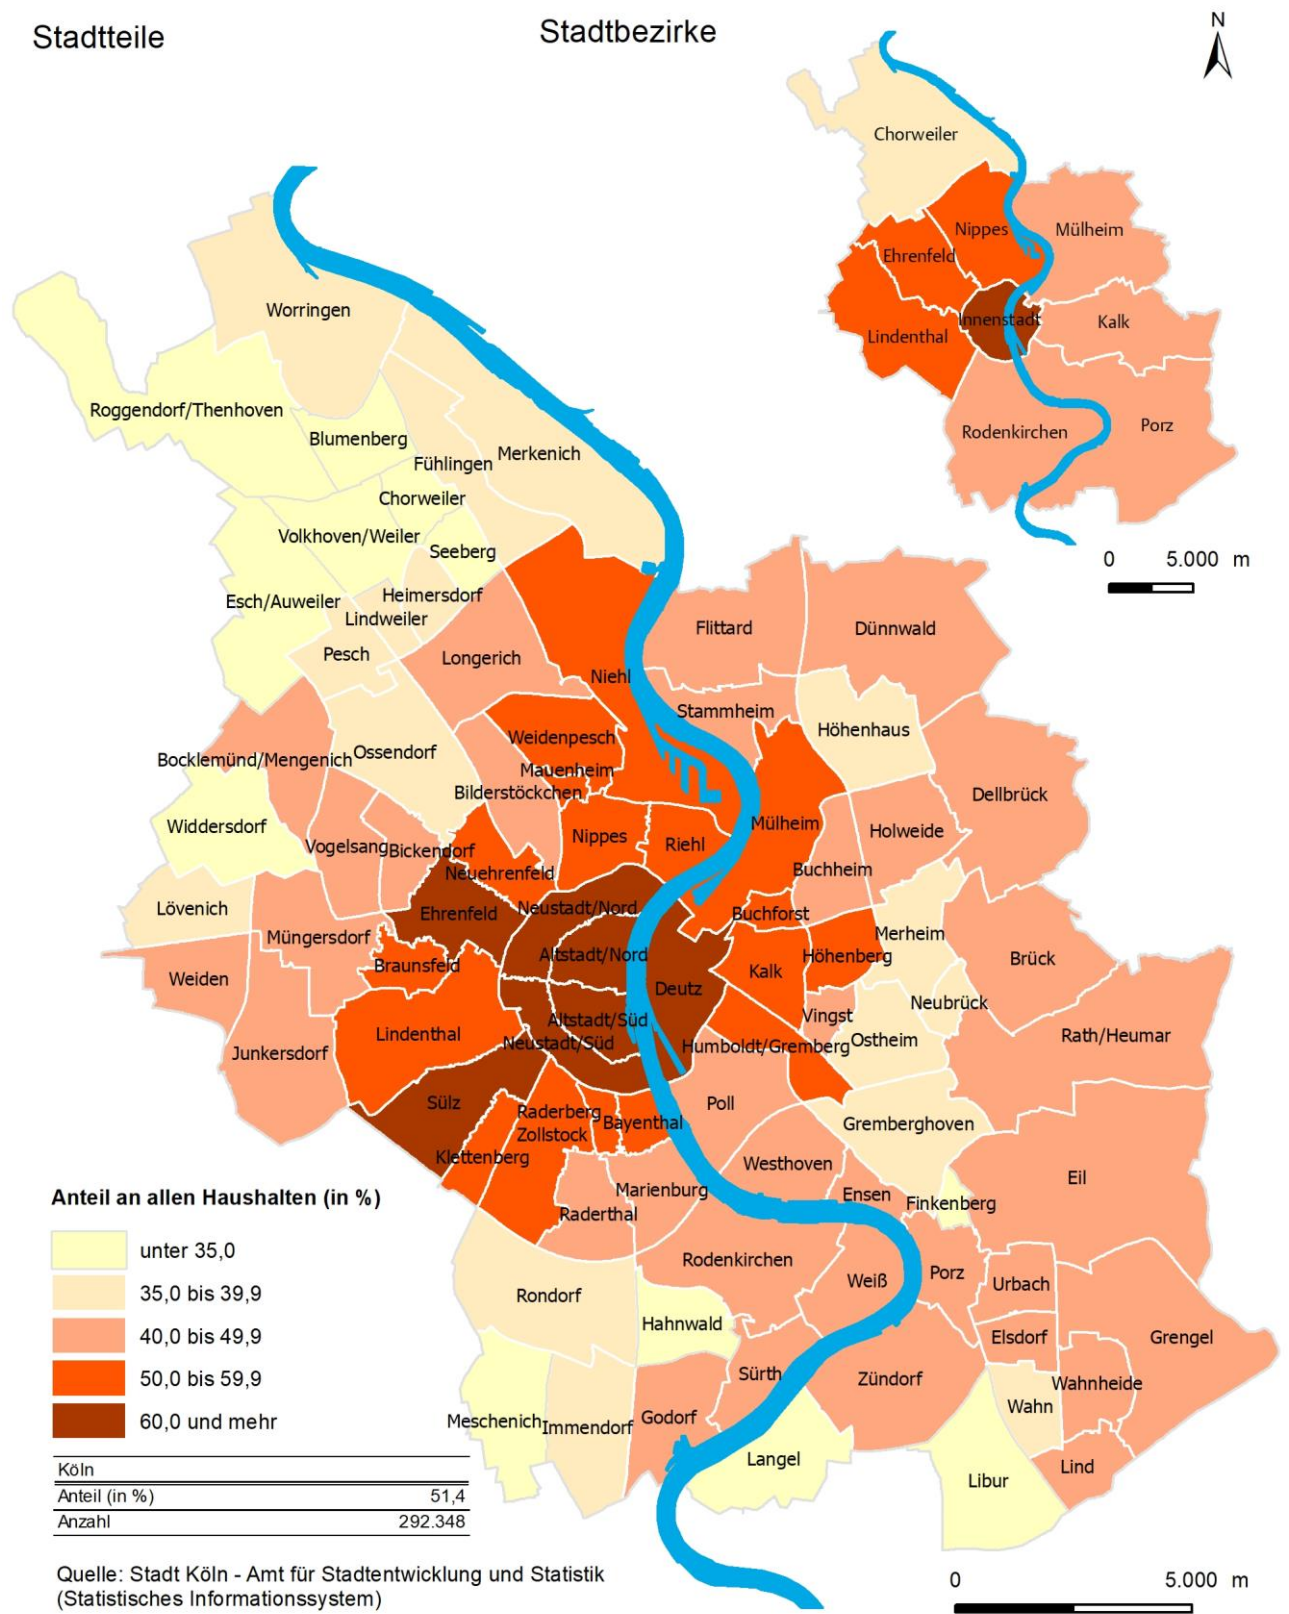 Stadtteile
Stadtbezirke
N
Chorweiler
Nippes
Mülheim
Ehrenfeld
Innenstadt
Kalk
Lindenthal
Rodenkirchen
Porz
0 5.000 m
Worringen
Roggendorf/Thenhoven
Blumenberg
Merkenich
Fühlingen
Chorweiler
Volkhoven/Weiler
Seeberg
Heimersdorf
Esch/Auweiler
Lindweiler
Pesch
Longerich
Flittard
Dünnwald
Niehl
Stammheim
Höhenhaus
Weidenpesch
Ossendorf
Bocklemünd/Mengenich
Mauenheim
Bilderstöckchen
Dellbrück
Widdersdorf
Mülheim
Holweide
Nippes
Riehl
Vogelsang
Bickendorf
Buchheim
Neuehrenfeld
Lövenich
Ehrenfeld
Neustadt/Nord
Buchforst
Müngersdorf
Merheim
Altstadt/Nord
Höhenberg
Brück
Braunsfeld
Kalk
Weiden
Deutz
Neubrück
Vingst
Altstadt/Süd
Lindenthal
Rath/Heumar
Neustadt/Süd
Humboldt/Gremberg
Ostheim
Junkersdorf
Sülz
Poll
Raderberg
Bayenthal
Gremberghoven
Zollstock
Klettenberg
Westhoven
Eil
Marienburg
Ensen
Finkenberg
Raderthal
Rodenkirchen
Weiß
Porz
Urbach
Rondorf
Hahnwald
Elsdorf
Grengel
Sürth
Zündorf
Wahnheide
Wahn
Meschenich
Immendorf
Godorf
Langel
Lind
Libur
Anteil an allen Haushalten (in %)
unter 35,0
35,0 bis 39,9
40,0 bis 49,9
50,0 bis 59,9
60,0 und mehr
Köln
Anteil (in %) 51,4
Anzahl 292.348
Quelle: Stadt Köln - Amt für Stadtentwicklung und Statistik
(Statistisches Informationssystem)
0 5.000 m